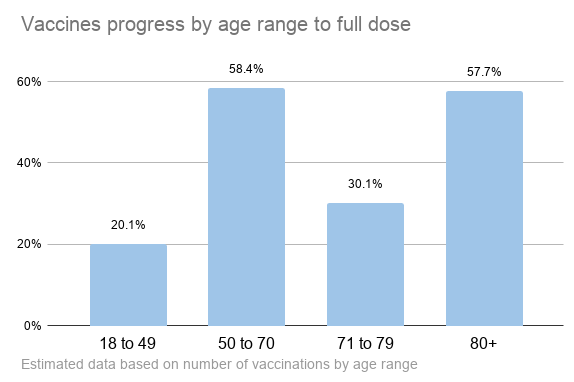 Vaccines progress by age range to full dose
58.4%
57.7%
60%
40%
30.1%
20.1%
20%
0%
18 to 49
50 to 70
71 to 79
80+
Estimated data based on number of vaccinations by age range